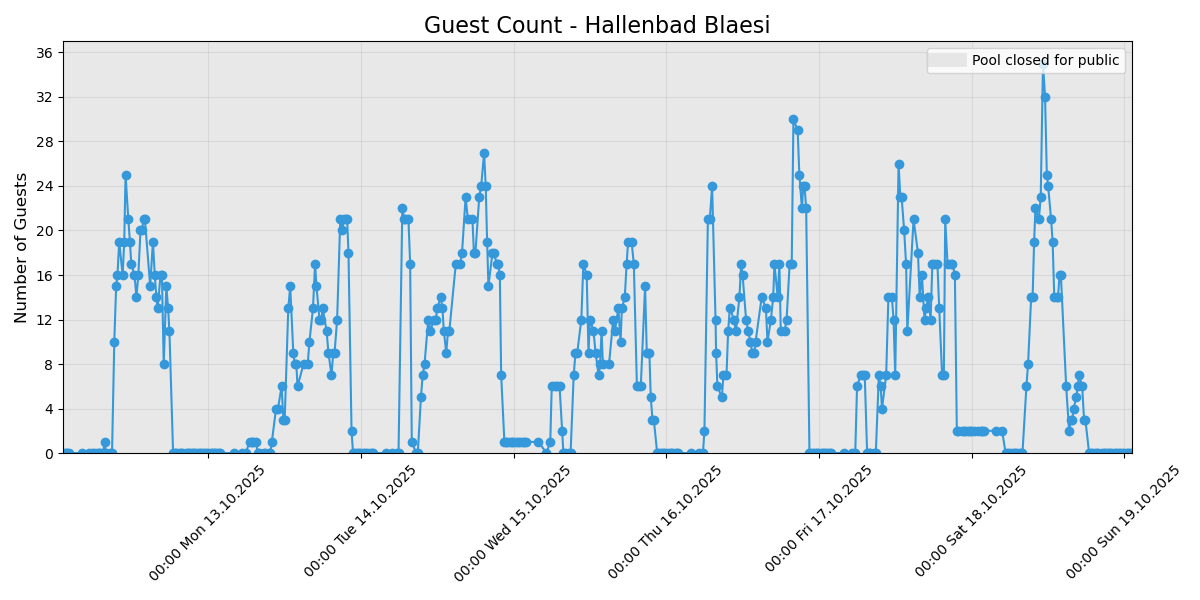 Guest Count - Hallenbad Blaesi
Pool closed for public
Number of Guests
36
32
28
24
20
16
12
8
4
0
00:00 Mon 13.10.2025
00:00 Tue 14.10.2025
00:00 Wed 15.10.2025
00:00 Thu 16.10.2025
00:00 Fri 17.10.2025
00:00 Sat 18.10.2025
00:00 Sun 19.10.2025